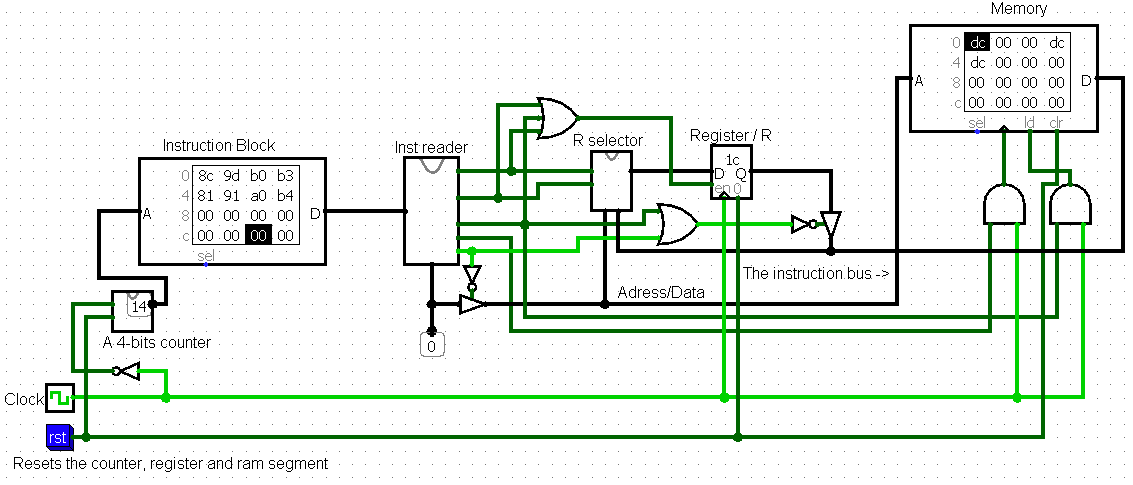 Memory
0 dc 00 00 dc
4 dc 00 00 00
8 00 00 00 00
c 00 00 00 00
A
D
sel
ld
clr
Instruction Block
0 8c 9d b0 b3
4 81 91 a0 b4
8 00 00 00 00
c 00 00 00 00
A
D
sel
Inst reader
R selector
Register / R
1c
D Q
en 0
The instruction bus ->
Adress/Data
0
14
A 4-bits counter
Clock
rst
Resets the counter, register and ram segment